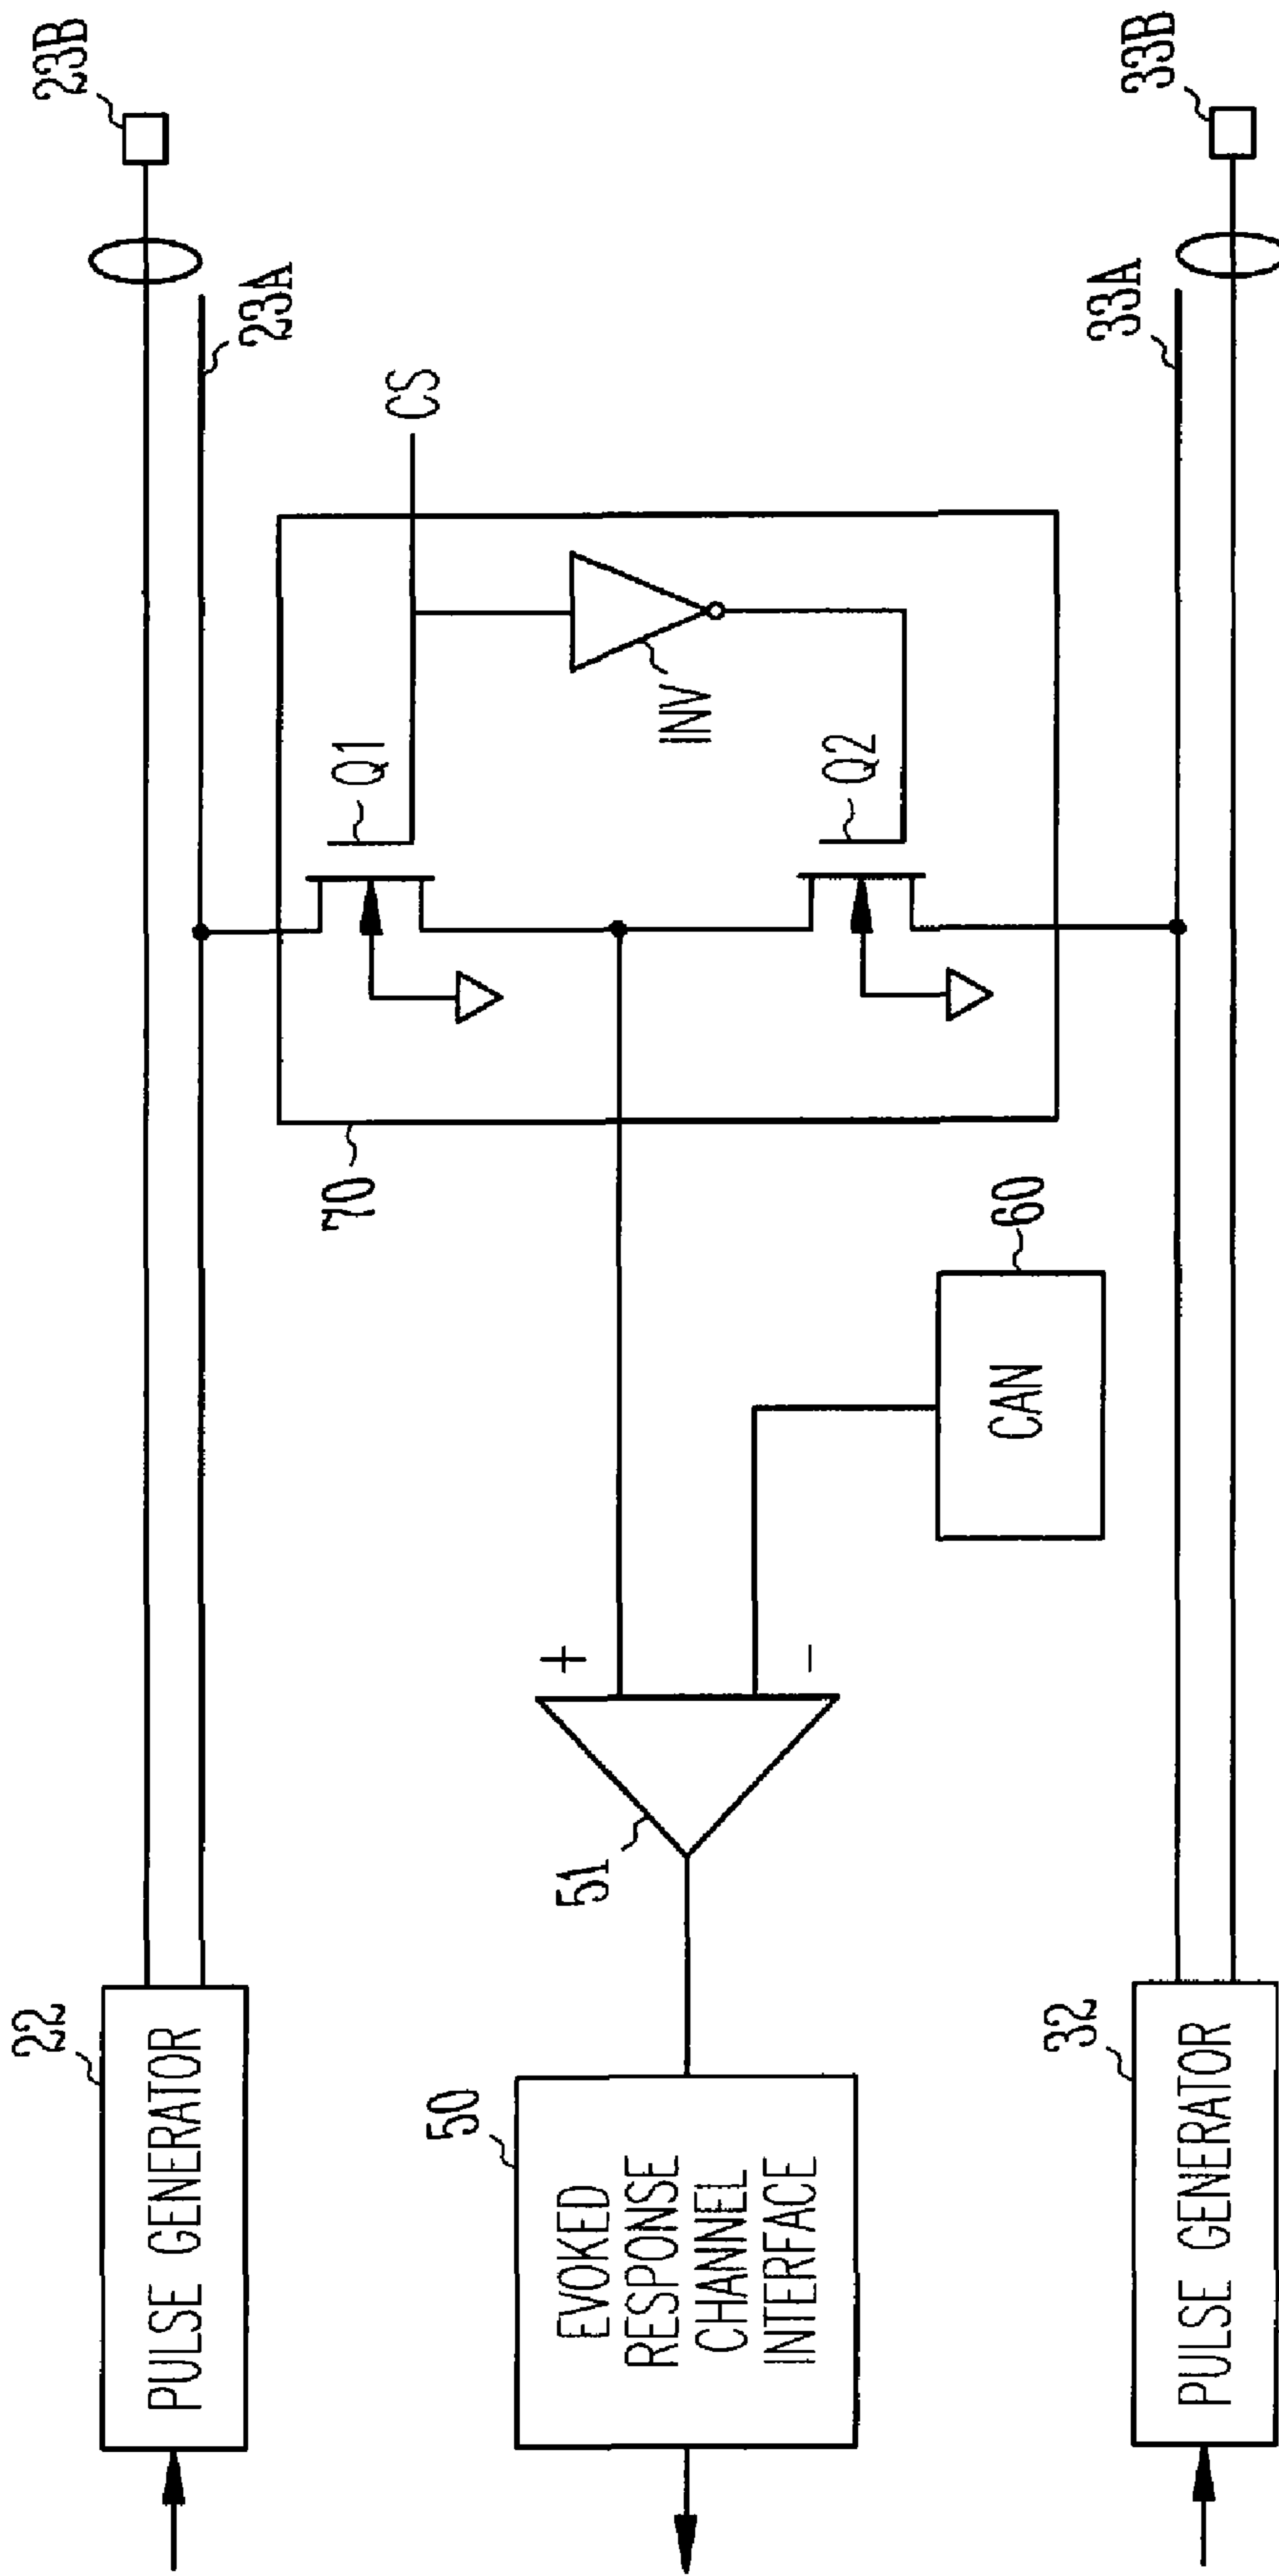 22
PULSE GENERATOR
23A
23B
CS
Q1
INV
Q2
70
+
-
51
50
EVOKED
RESPONSE
CHANNEL
INTERFACE
CAN
60
32
PULSE GENERATOR
33A
33B